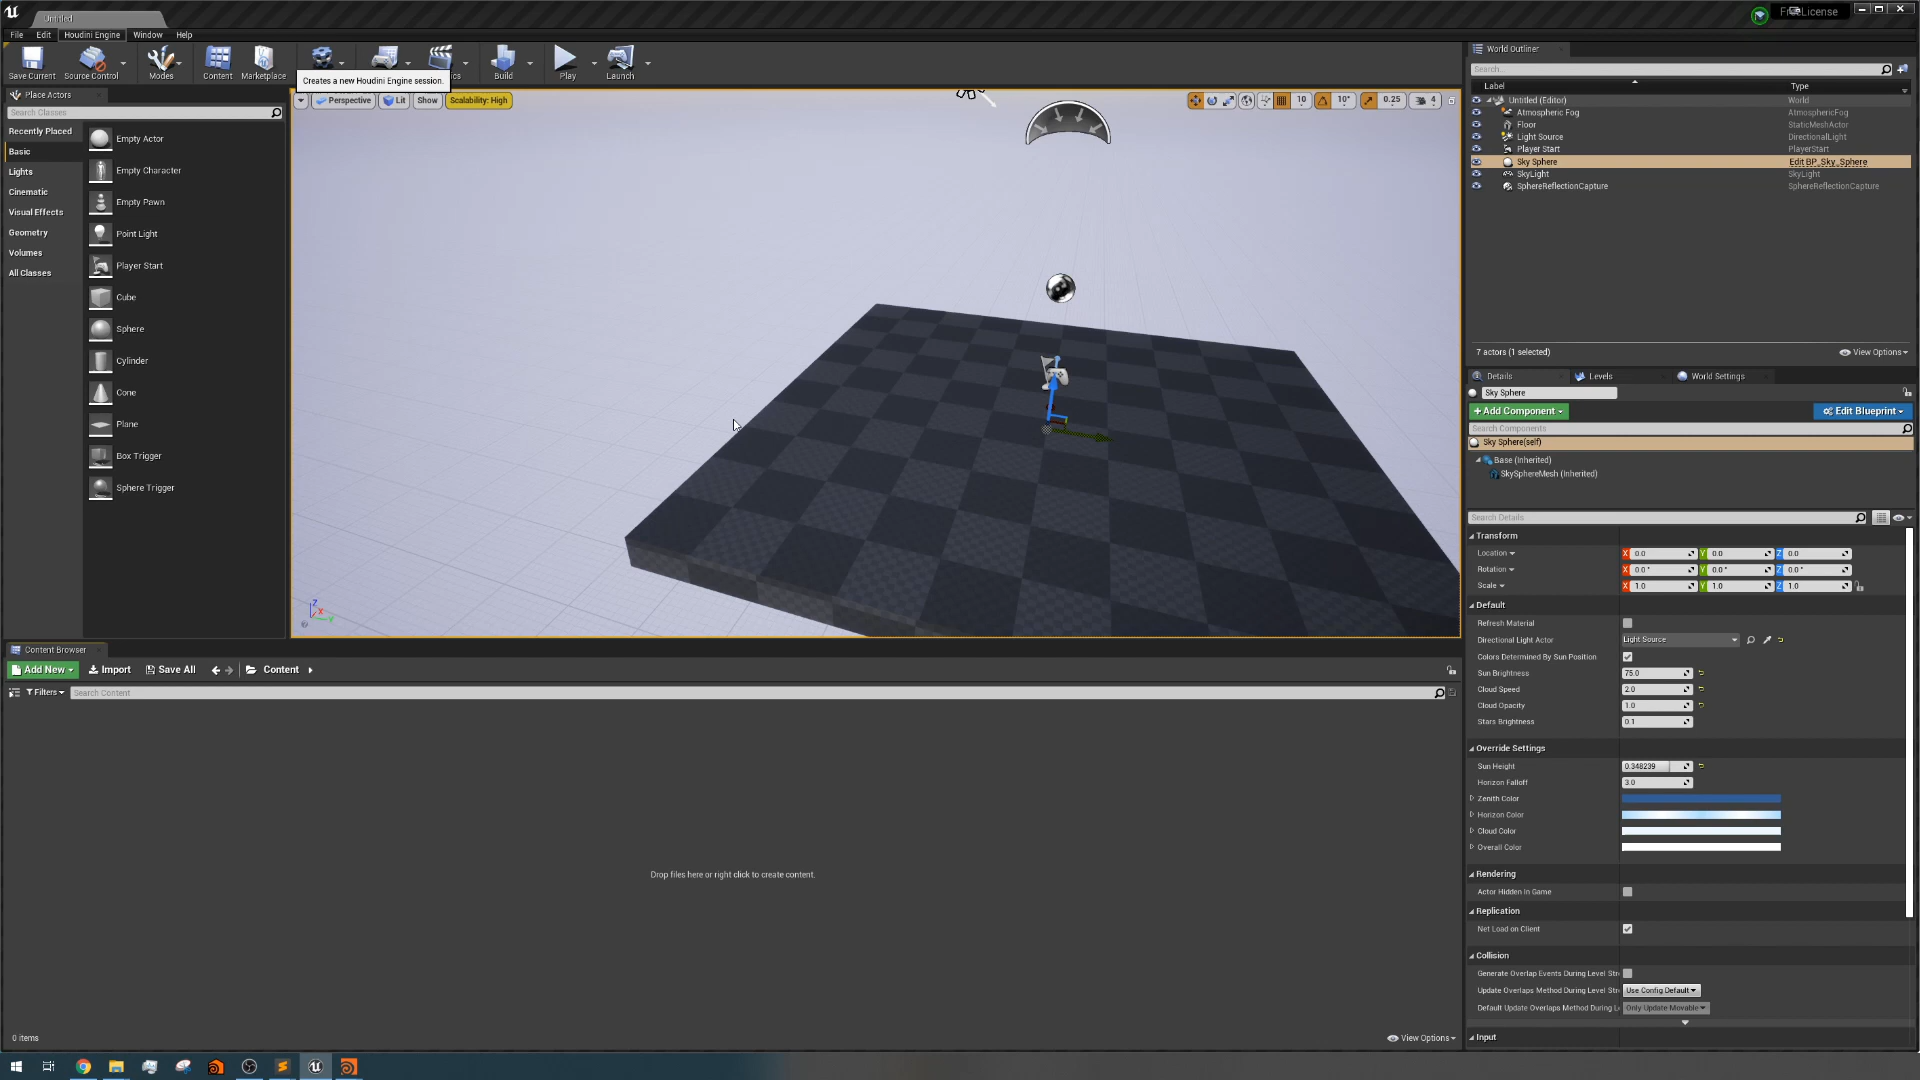 Untitled
FreeLicense
File Edit Houdini Engine Window Help
Save Current Source Control Modes Content Marketplace Build Play Launch
Creates a new Houdini Engine session.
Place Actors
Search Classes
Recently Placed
Basic
Lights
Cinematic
Visual Effects
Geometry
Volumes
All Classes
Empty Actor
Empty Character
Empty Pawn
Point Light
Player Start
Cube
Sphere
Cylinder
Cone
Plane
Box Trigger
Sphere Trigger
Perspective Lit Show Scalability: High
10 10° 0.25 4
Z X Y
World Outliner
Search...
Label Type
Untitled (Editor) World
Atmospheric Fog AtmosphericFog
Floor StaticMeshActor
Light Source DirectionalLight
Player Start PlayerStart
Sky Sphere Edit BP_Sky_Sphere
SkyLight SkyLight
SphereReflectionCapture SphereReflectionCapture
7 actors (1 selected) View Options
Details Levels World Settings
Sky Sphere
+Add Component Edit Blueprint
Search Components
Sky Sphere(self)
Base (Inherited)
SkySphereMesh (Inherited)
Search Details
Transform
Location X 0.0 Y 0.0 Z 0.0
Rotation X 0.0° Y 0.0° Z 0.0°
Scale X 1.0 Y 1.0 Z 1.0
Default
Refresh Material
Directional Light Actor Light Source
Colors Determined By Sun Position
Sun Brightness 75.0
Cloud Speed 2.0
Cloud Opacity 1.0
Stars Brightness 0.1
Override Settings
Sun Height 0.348239
Horizon Falloff 3.0
Zenith Color
Horizon Color
Cloud Color
Overall Color
Rendering
Actor Hidden In Game
Replication
Net Load on Client
Collision
Generate Overlap Events During Level Stre
Update Overlaps Method During Level Stre Use Config Default
Default Update Overlaps Method During L Only Update Movable
Input
Content Browser
Add New Import Save All Content
Filters Search Content
Drop files here or right click to create content.
0 items View Options